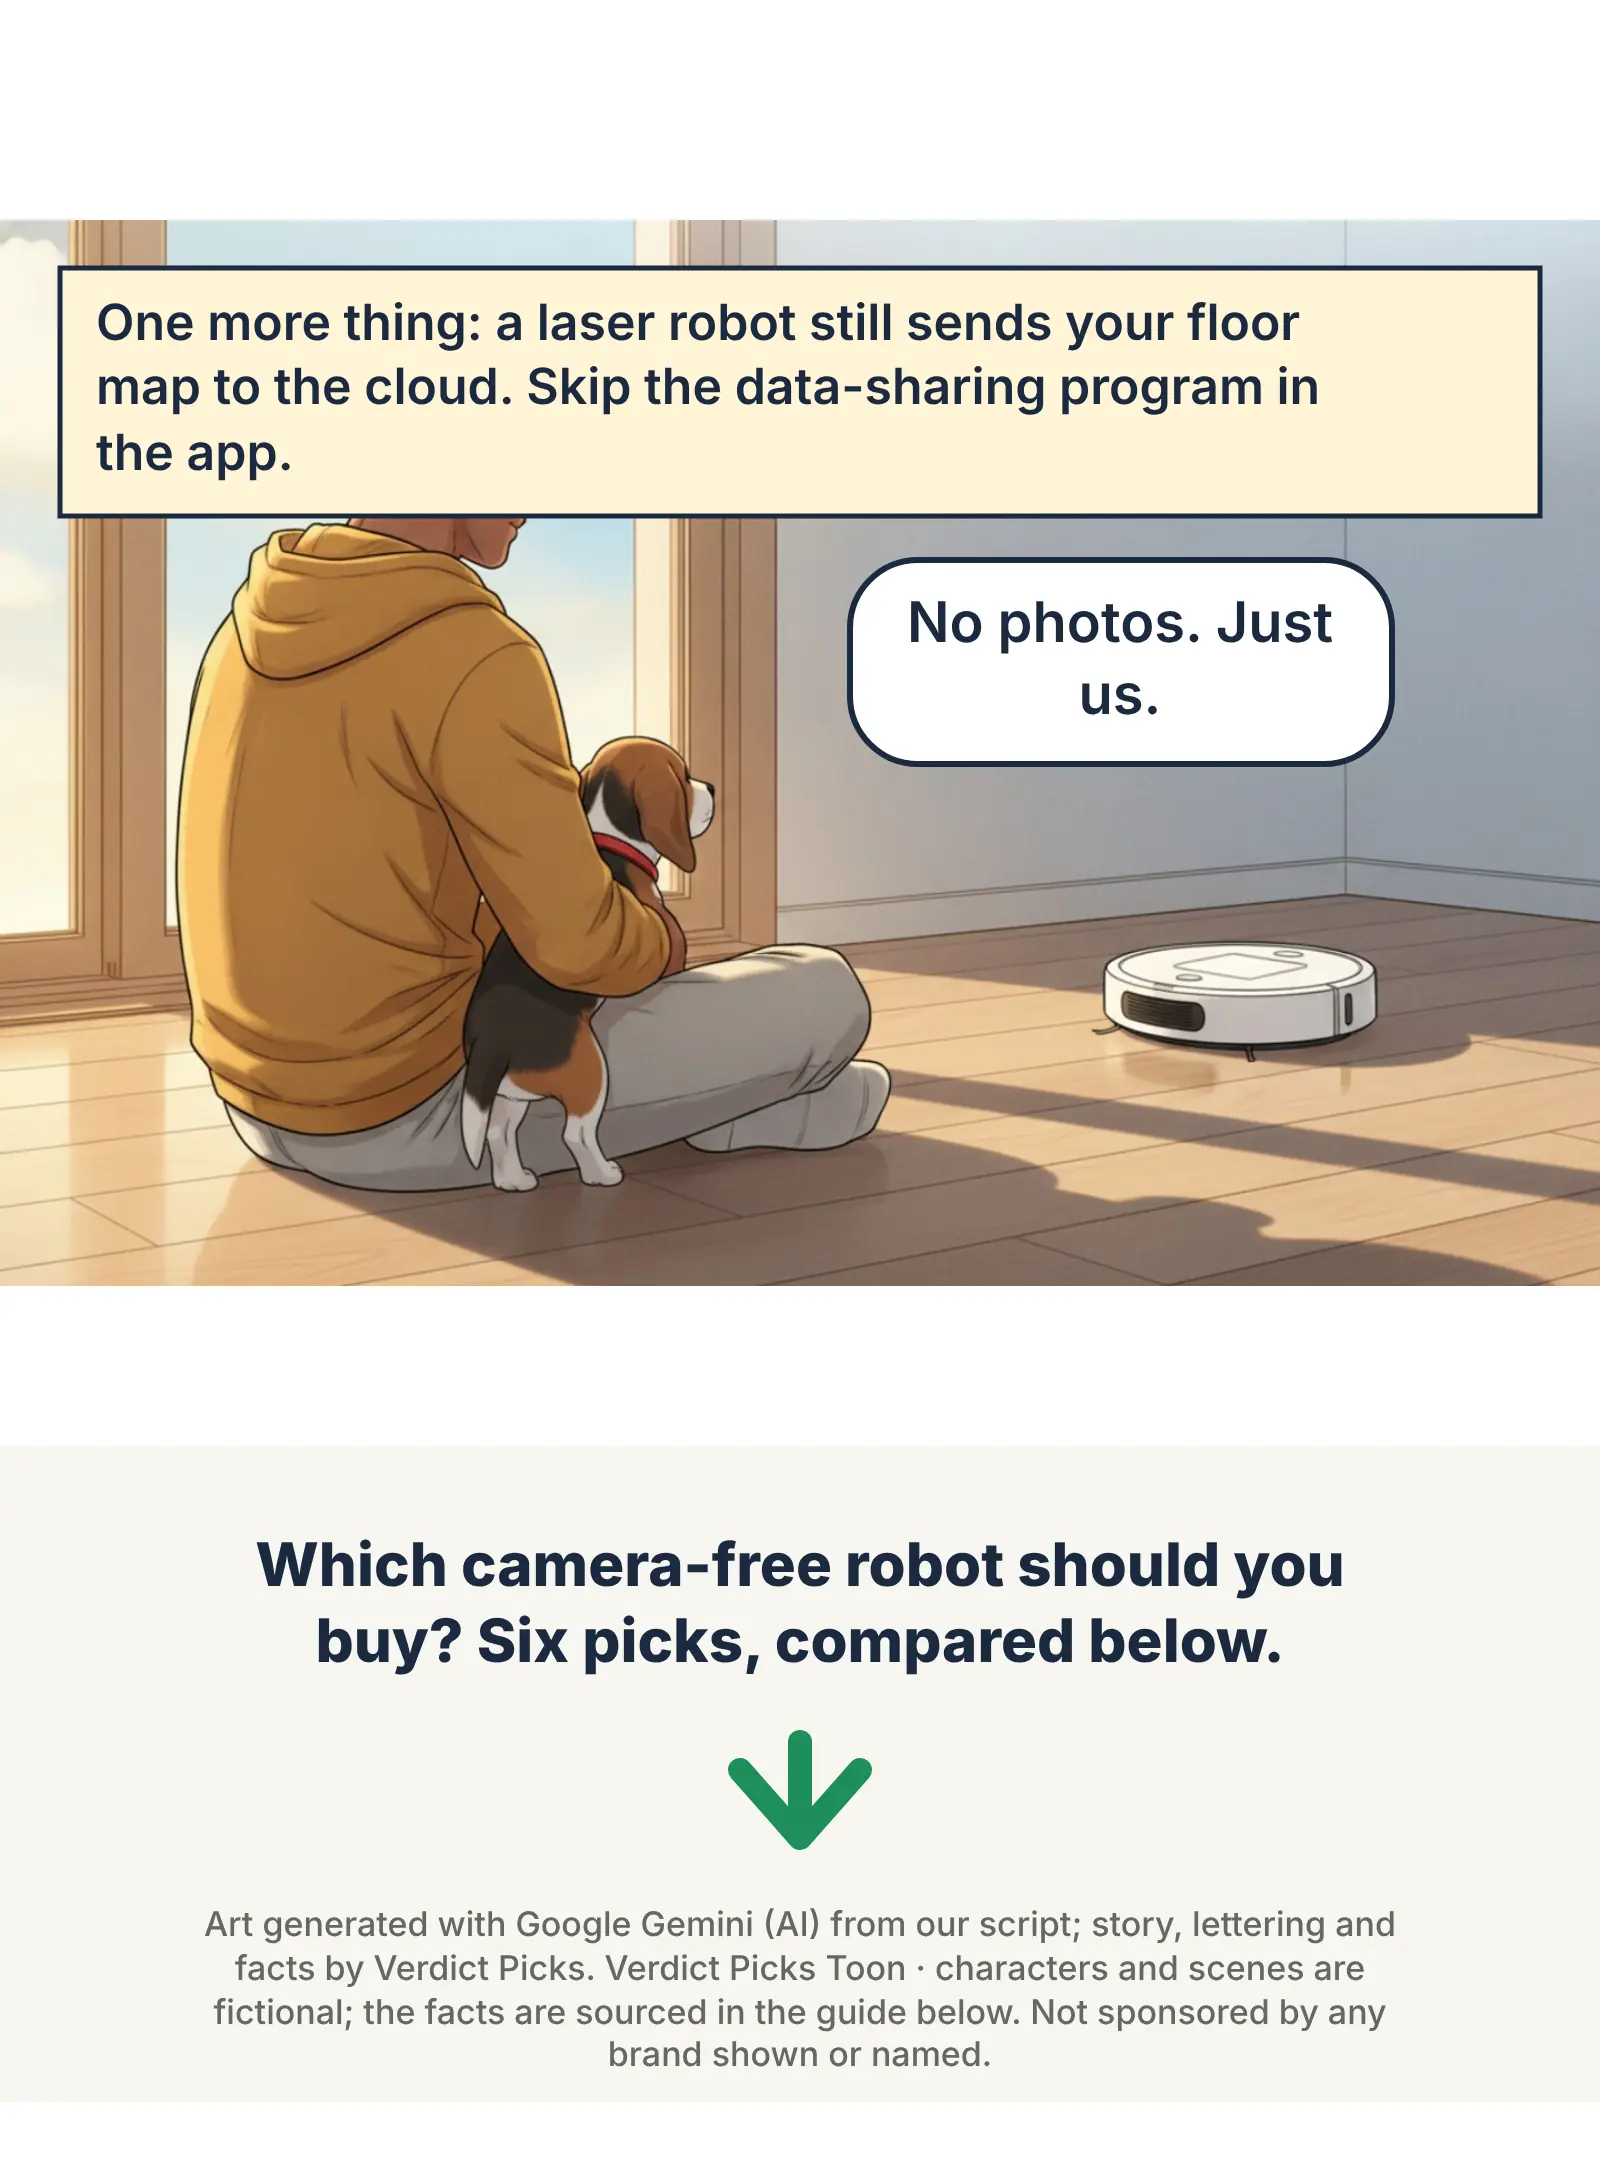 One more thing: a laser robot still sends your floor
map to the cloud. Skip the data-sharing program in
the app.
No photos. Just
us.
Which camera-free robot should you
buy? Six picks, compared below.
Art generated with Google Gemini (AI) from our script; story, lettering and
facts by Verdict Picks. Verdict Picks Toon · characters and scenes are
fictional; the facts are sourced in the guide below. Not sponsored by any
brand shown or named.